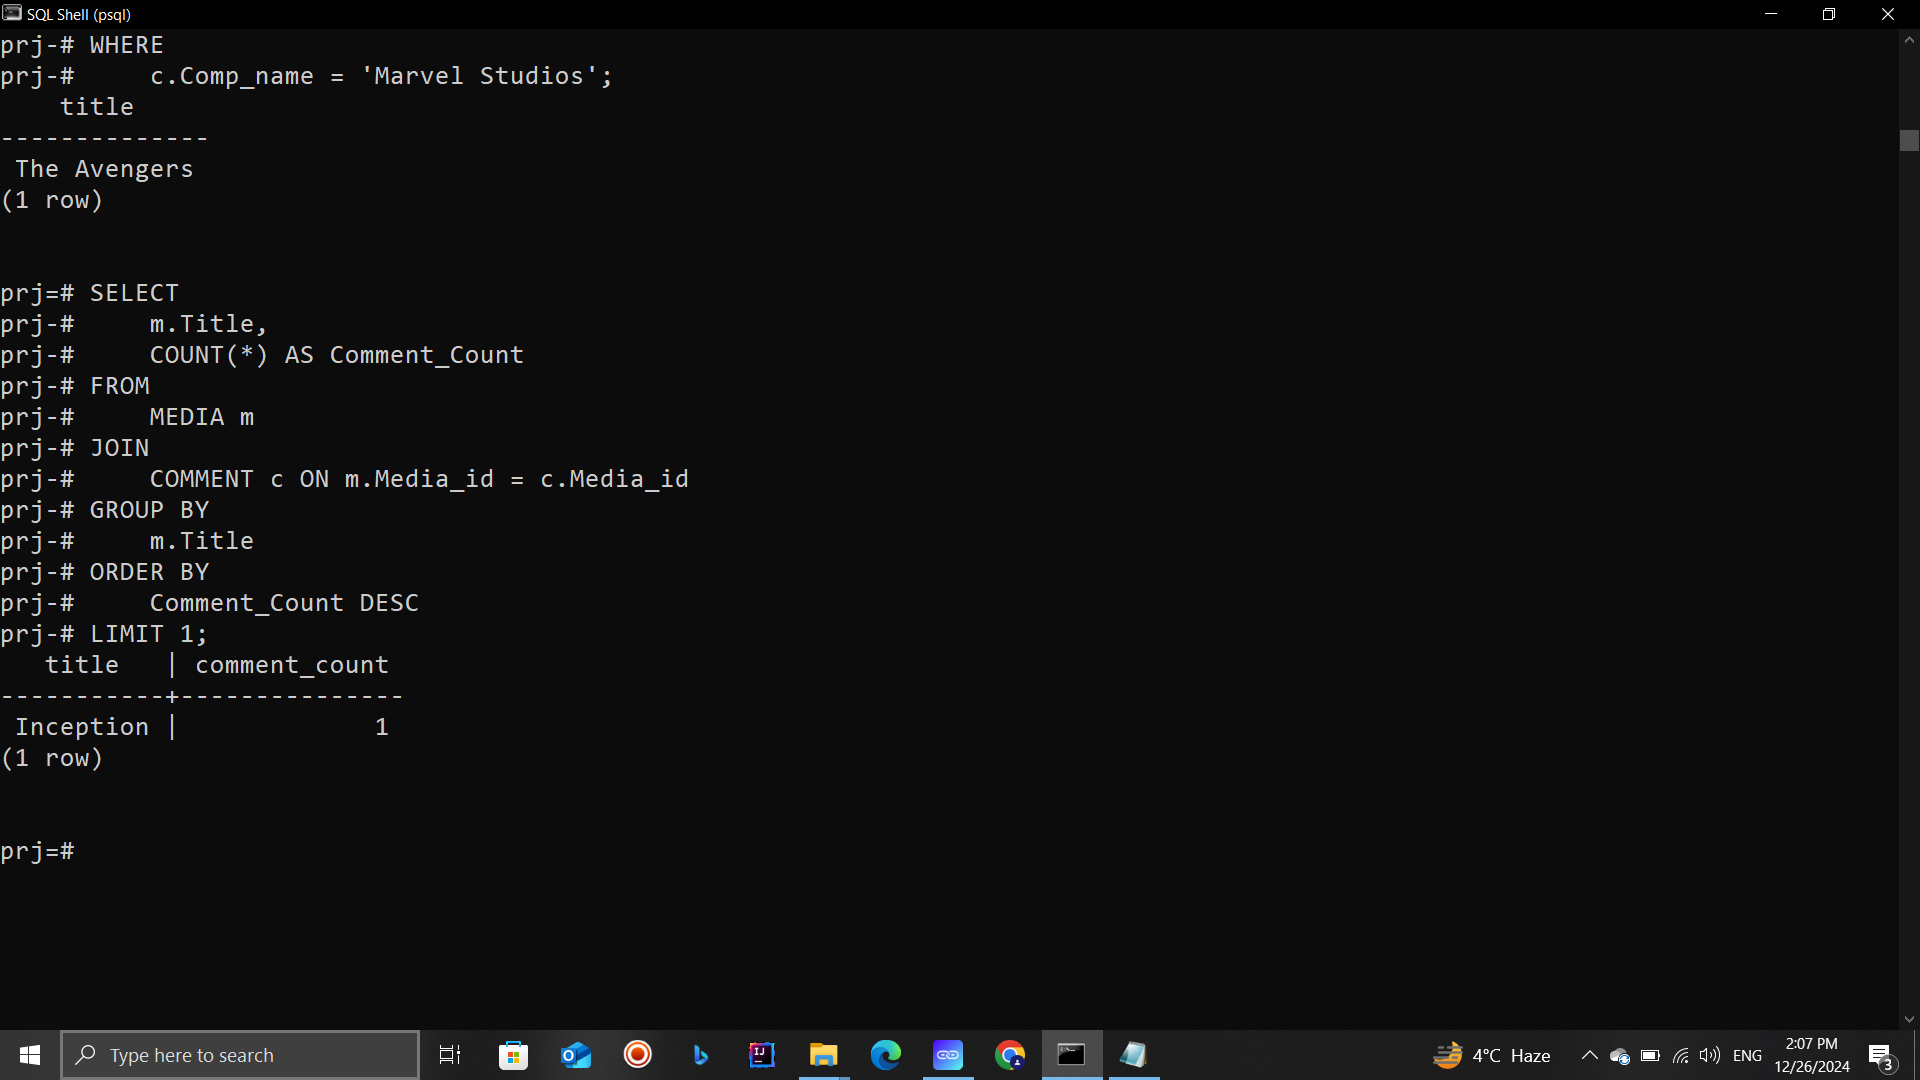 SQL Shell (psql)
prj-# WHERE
prj-#     c.Comp_name = 'Marvel Studios';
    title
--------------
 The Avengers
(1 row)


prj=# SELECT
prj-#     m.Title,
prj-#     COUNT(*) AS Comment_Count
prj-# FROM
prj-#     MEDIA m
prj-# JOIN
prj-#     COMMENT c ON m.Media_id = c.Media_id
prj-# GROUP BY
prj-#     m.Title
prj-# ORDER BY
prj-#     Comment_Count DESC
prj-# LIMIT 1;
   title   | comment_count
-----------+---------------
 Inception |             1
(1 row)


prj=#
Type here to search
4°C Haze
ENG
2:07 PM
12/26/2024
3